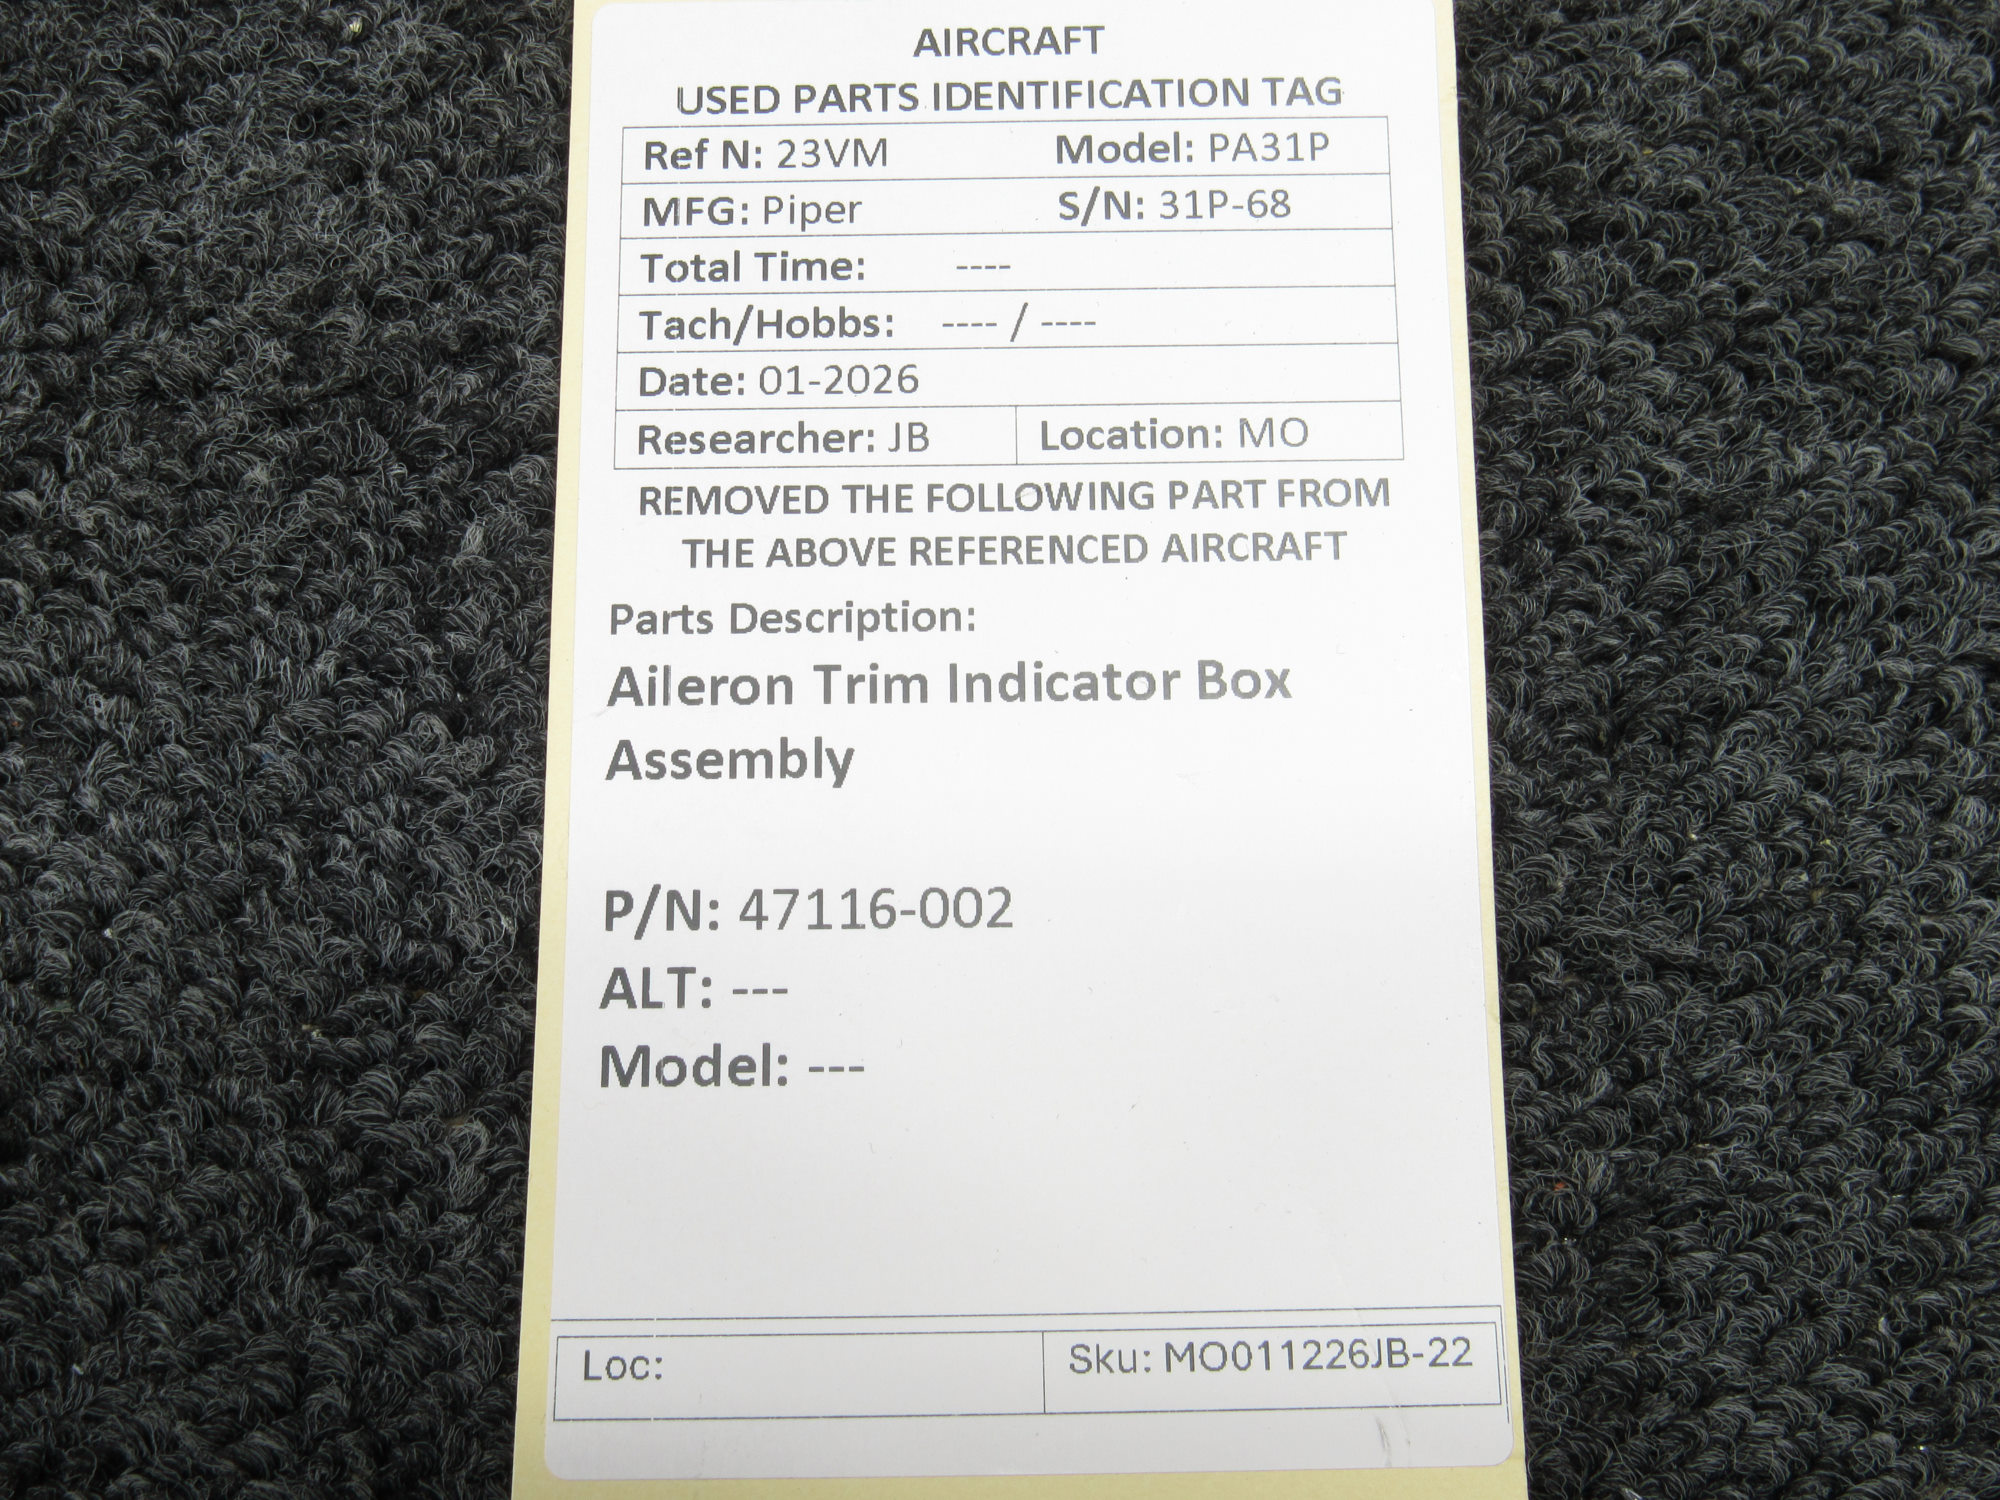 AIRCRAFT
USED PARTS IDENTIFICATION TAG
Ref N: 23VM Model: PA31P
MFG: Piper S/N: 31P-68
Total Time: ----
Tach/Hobbs: ---- / ----
Date: 01-2026
Researcher: JB Location: MO
REMOVED THE FOLLOWING PART FROM
THE ABOVE REFERENCED AIRCRAFT
Parts Description:
Aileron Trim Indicator Box
Assembly
P/N: 47116-002
ALT: ---
Model: ---
Loc: Sku: MO011226JB-22